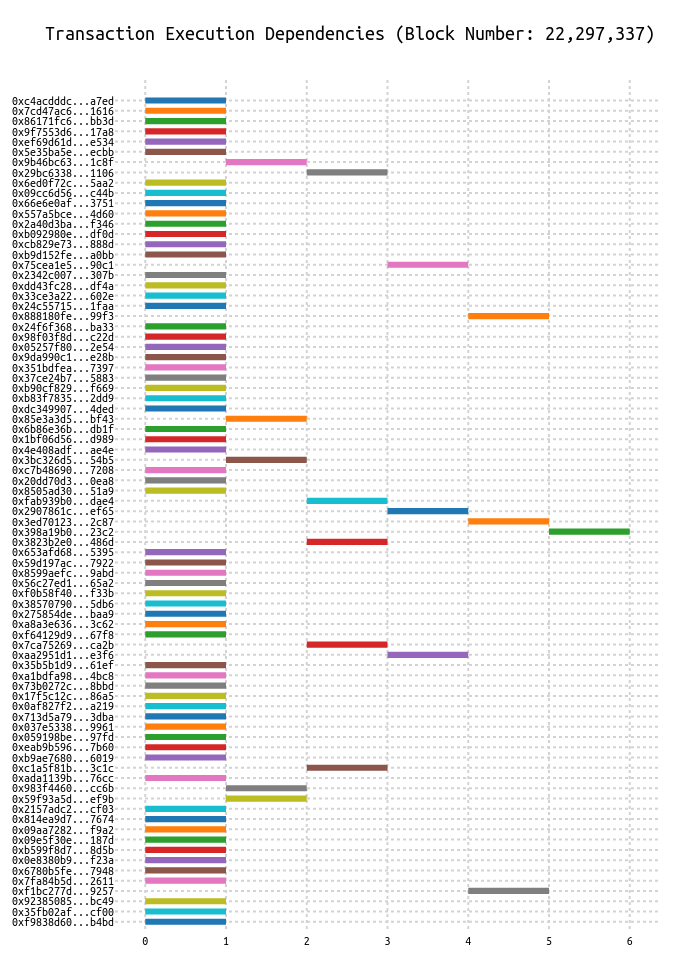 Transaction Execution Dependencies (Block Number: 22,297,337)
0xc4acdddc...a7ed
0x7cd47ac6...1616
0x86171fc6...bb3d
0x9f7553d6...17a8
0xef69d61d...e534
0x5e35ba5e...ecbb
0x9b46bc63...1c8f
0x29bc6338...1106
0x6ed0f72c...5aa2
0x09cc6d56...c44b
0x66e6e0af...3751
0x557a5bce...4d60
0x2a40d3ba...f346
0xb092980e...df0d
0xcb829e73...888d
0xb9d152fe...a0bb
0x75cea1e5...90c1
0x2342c007...307b
0xdd43fc28...df4a
0x33ce3a22...602e
0x24c55715...1faa
0x888180fe...99f3
0x24f6f368...ba33
0x98f03f8d...c22d
0x05257f80...2e54
0x9da990c1...e28b
0x351bdfea...7397
0x37ce24b7...5883
0xb90cf829...f669
0xb83f7835...2dd9
0xdc349907...4ded
0x85e3a3d5...bf43
0x6b86e36b...db1f
0x1bf06d56...d989
0x4e408adf...ae4e
0x3bc326d5...54b5
0xc7b48690...7208
0x20dd70d3...0ea8
0x8505ad30...51a9
0xfab939b0...dae4
0x2907861c...ef65
0x3ed70123...2c87
0x398a19b0...23c2
0x3823b2e0...486d
0x653afd68...5395
0x59d197ac...7922
0x8599aefc...9abd
0x56c27ed1...65a2
0xf0b58f40...f33b
0x38570790...5db6
0x275854de...baa9
0xa8a3e636...3c62
0xf64129d9...67f8
0x7ca75269...ca2b
0xaa2951d1...e3f6
0x35b5b1d9...61ef
0xa1bdfa98...4bc8
0x73b0272c...8bbd
0x17f5c12c...86a5
0x0af827f2...a219
0x713d5a79...3dba
0x037e5338...9961
0x059198be...97fd
0xeab9b596...7b60
0xb9ae7680...6019
0xc1a5f81b...3c1c
0xada1139b...76cc
0x983f4460...cc6b
0x59f93a5d...ef9b
0x2157adc2...cf03
0x814ea9d7...7674
0x09aa7282...f9a2
0x09e5f30e...187d
0xb599f8d7...8d5b
0x0e8380b9...f23a
0x6780b5fe...7948
0x7fa84b5d...2611
0xf1bc277d...9257
0x92385085...bc49
0x35fb02af...cf00
0xf9838d60...b4bd
0 1 2 3 4 5 6